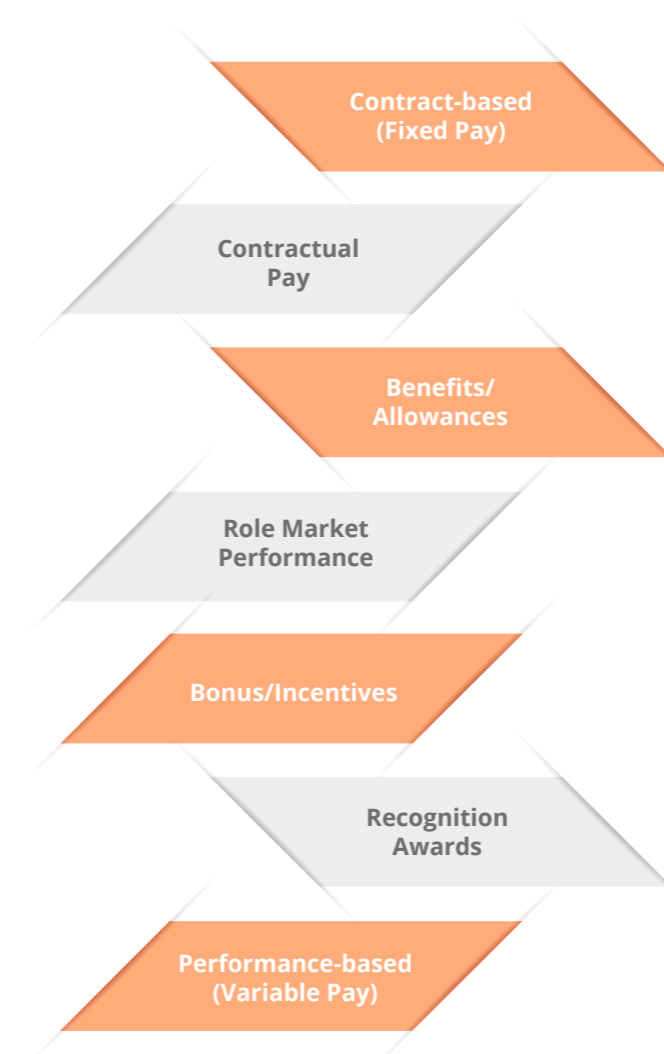 Contract-based
(Fixed Pay)
Contractual
Pay
Benefits/
Allowances
Role Market
Performance
Bonus/Incentives
Recognition
Awards
Performance-based
(Variable Pay)